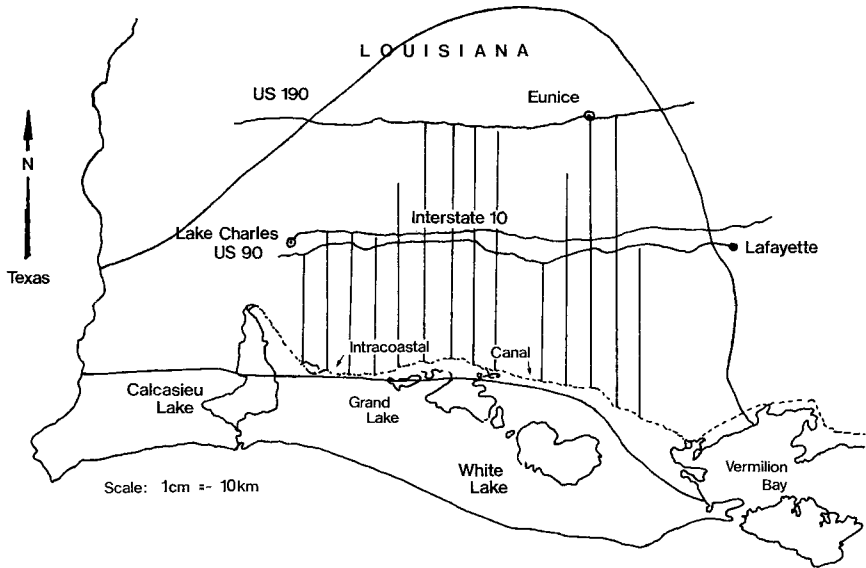 LOUISIANA
US 190
Eunice
N
Texas
Lake Charles
US 90
Interstate 10
Lafayette
Intracoastal
Canal
Calcasieu
Lake
Grand
Lake
White
Lake
Vermilion
Bay
Scale: 1cm =- 10km